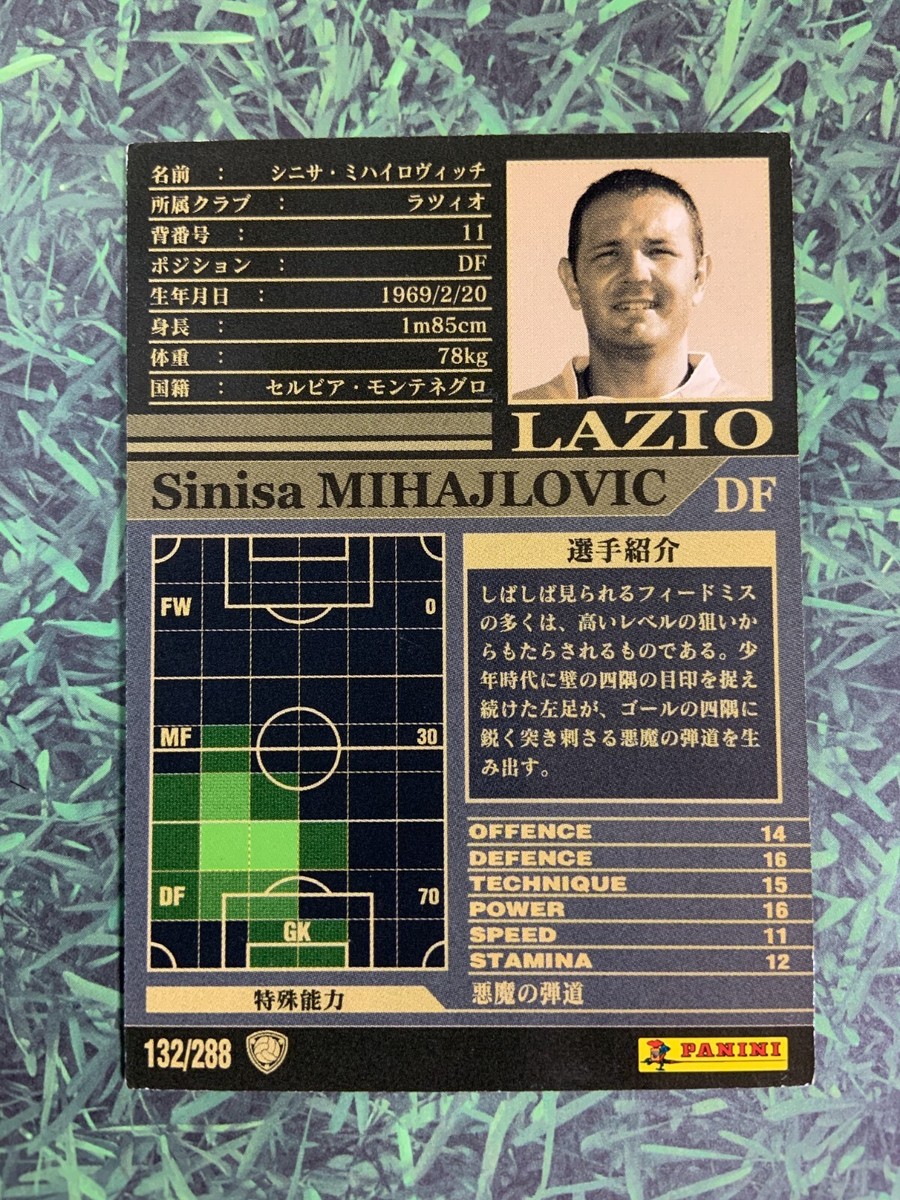 名前 : シニサ・ミハイロヴィッチ
所属クラブ : ラツィオ
背番号 : 11
ポジション : DF
生年月日 : 1969/2/20
身長 : 1m85cm
体重 : 78kg
国籍 : セルビア・モンテネグロ
LAZIO
Sinisa MIHAJLOVIC DF
FW 0
MF 30
DF 70
GK
選手紹介
しばしば見られるフィードミス
の多くは、高いレベルの狙いか
らもたらされるものである。少
年時代に壁の四隅の目印を捉え
続けた左足が、ゴールの四隅に
鋭く突き刺さる悪魔の弾道を生
み出す。
OFFENCE 14
DEFENCE 16
TECHNIQUE 15
POWER 16
SPEED 11
STAMINA 12
特殊能力 悪魔の弾道
132/288 PANINI